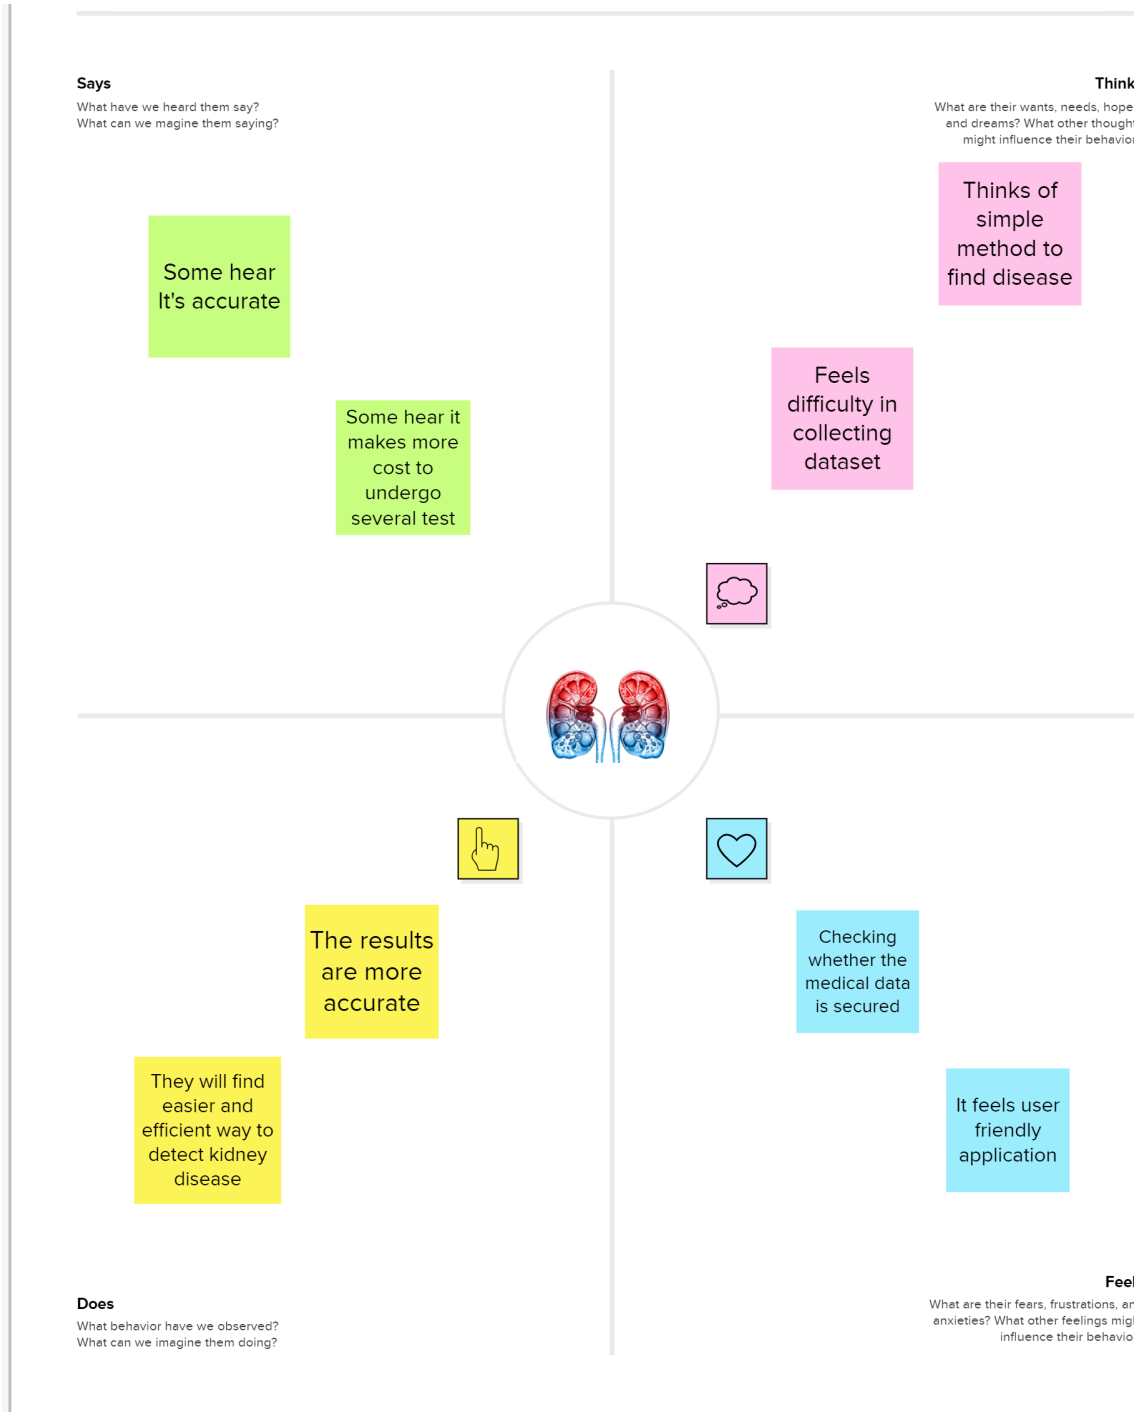 Says
What have we heard them say?
What can we magine them saying?
Some hear
It's accurate
Some hear it
makes more
cost to
undergo
several test
Think
What are their wants, needs, hope
and dreams? What other though
might influence their behavio
Thinks of
simple
method to
find disease
Feels
difficulty in
collecting
dataset
The results
are more
accurate
They will find
easier and
efficient way to
detect kidney
disease
Does
What behavior have we observed?
What can we imagine them doing?
Checking
whether the
medical data
is secured
It feels user
friendly
application
Feel
What are their fears, frustrations, an
anxieties? What other feelings mig
influence their behavio